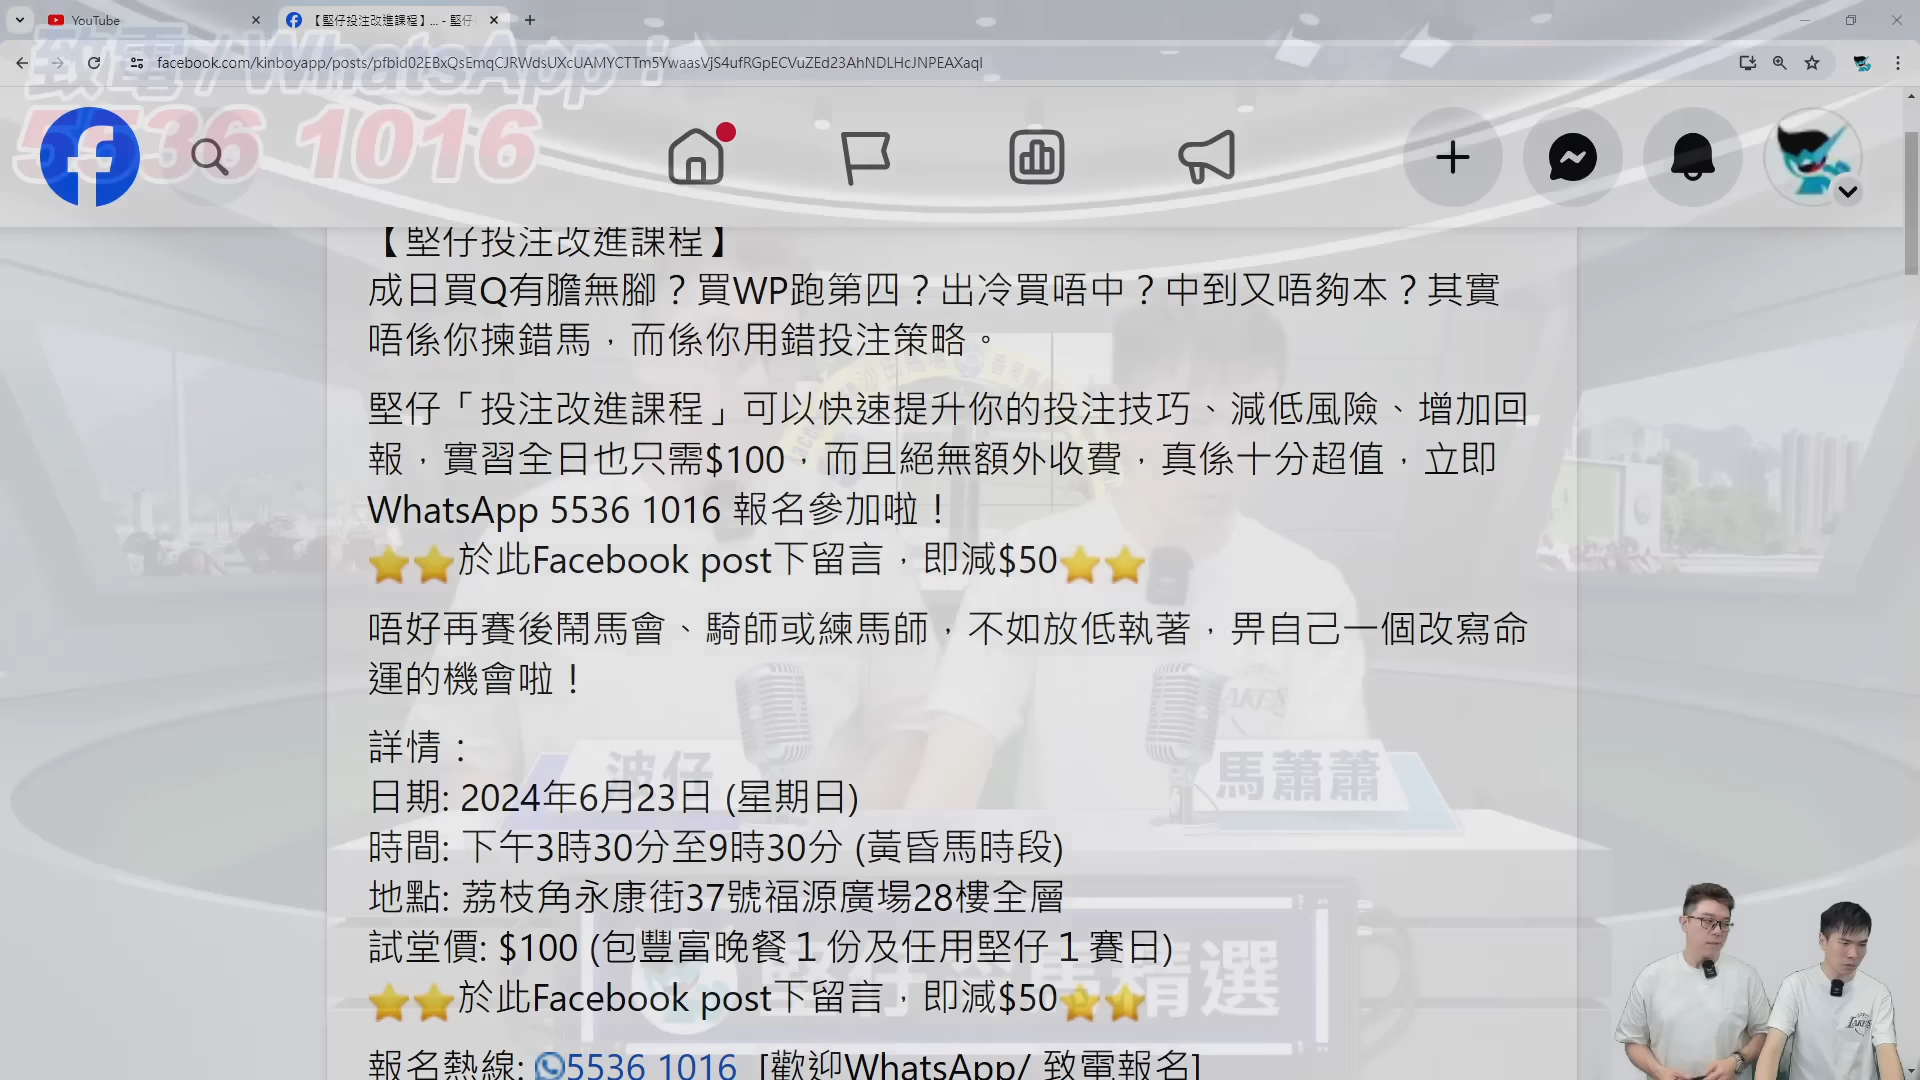 YouTube
【堅仔投注改進課程】... - 堅仔
facebook.com/kinboyapp/posts/pfbid02EBxQsEmqCJRWdsUXcUAMYCTTm5YwaasVjS4ufRGpECVuZEd23AhNDLHcJNPEAXaqI
致電 / WhatsApp：
5536 1016
【堅仔投注改進課程】
成日買Q有膽無腳？買WP跑第四？出冷買唔中？中到又唔夠本？其實
唔係你揀錯馬，而係你用錯投注策略。
堅仔「投注改進課程」可以快速提升你的投注技巧、減低風險、增加回
報，實習全日也只需$100，而且絕無額外收費，真係十分超值，立即
WhatsApp 5536 1016 報名參加啦！
⭐⭐於此Facebook post下留言，即減$50⭐⭐
唔好再賽後鬧馬會、騎師或練馬師，不如放低執著，畀自己一個改寫命
運的機會啦！
詳情：
波仔
馬蕭蕭
日期: 2024年6月23日 (星期日)
時間: 下午3時30分至9時30分 (黃昏馬時段)
地點: 荔枝角永康街37號福源廣場28樓全層
試堂價: $100 (包豐富晚餐１份及任用堅仔１賽日)
⭐⭐於此Facebook post下留言，即減$50⭐⭐
報名熱線: 5536 1016 [歡迎WhatsApp/ 致電報名]